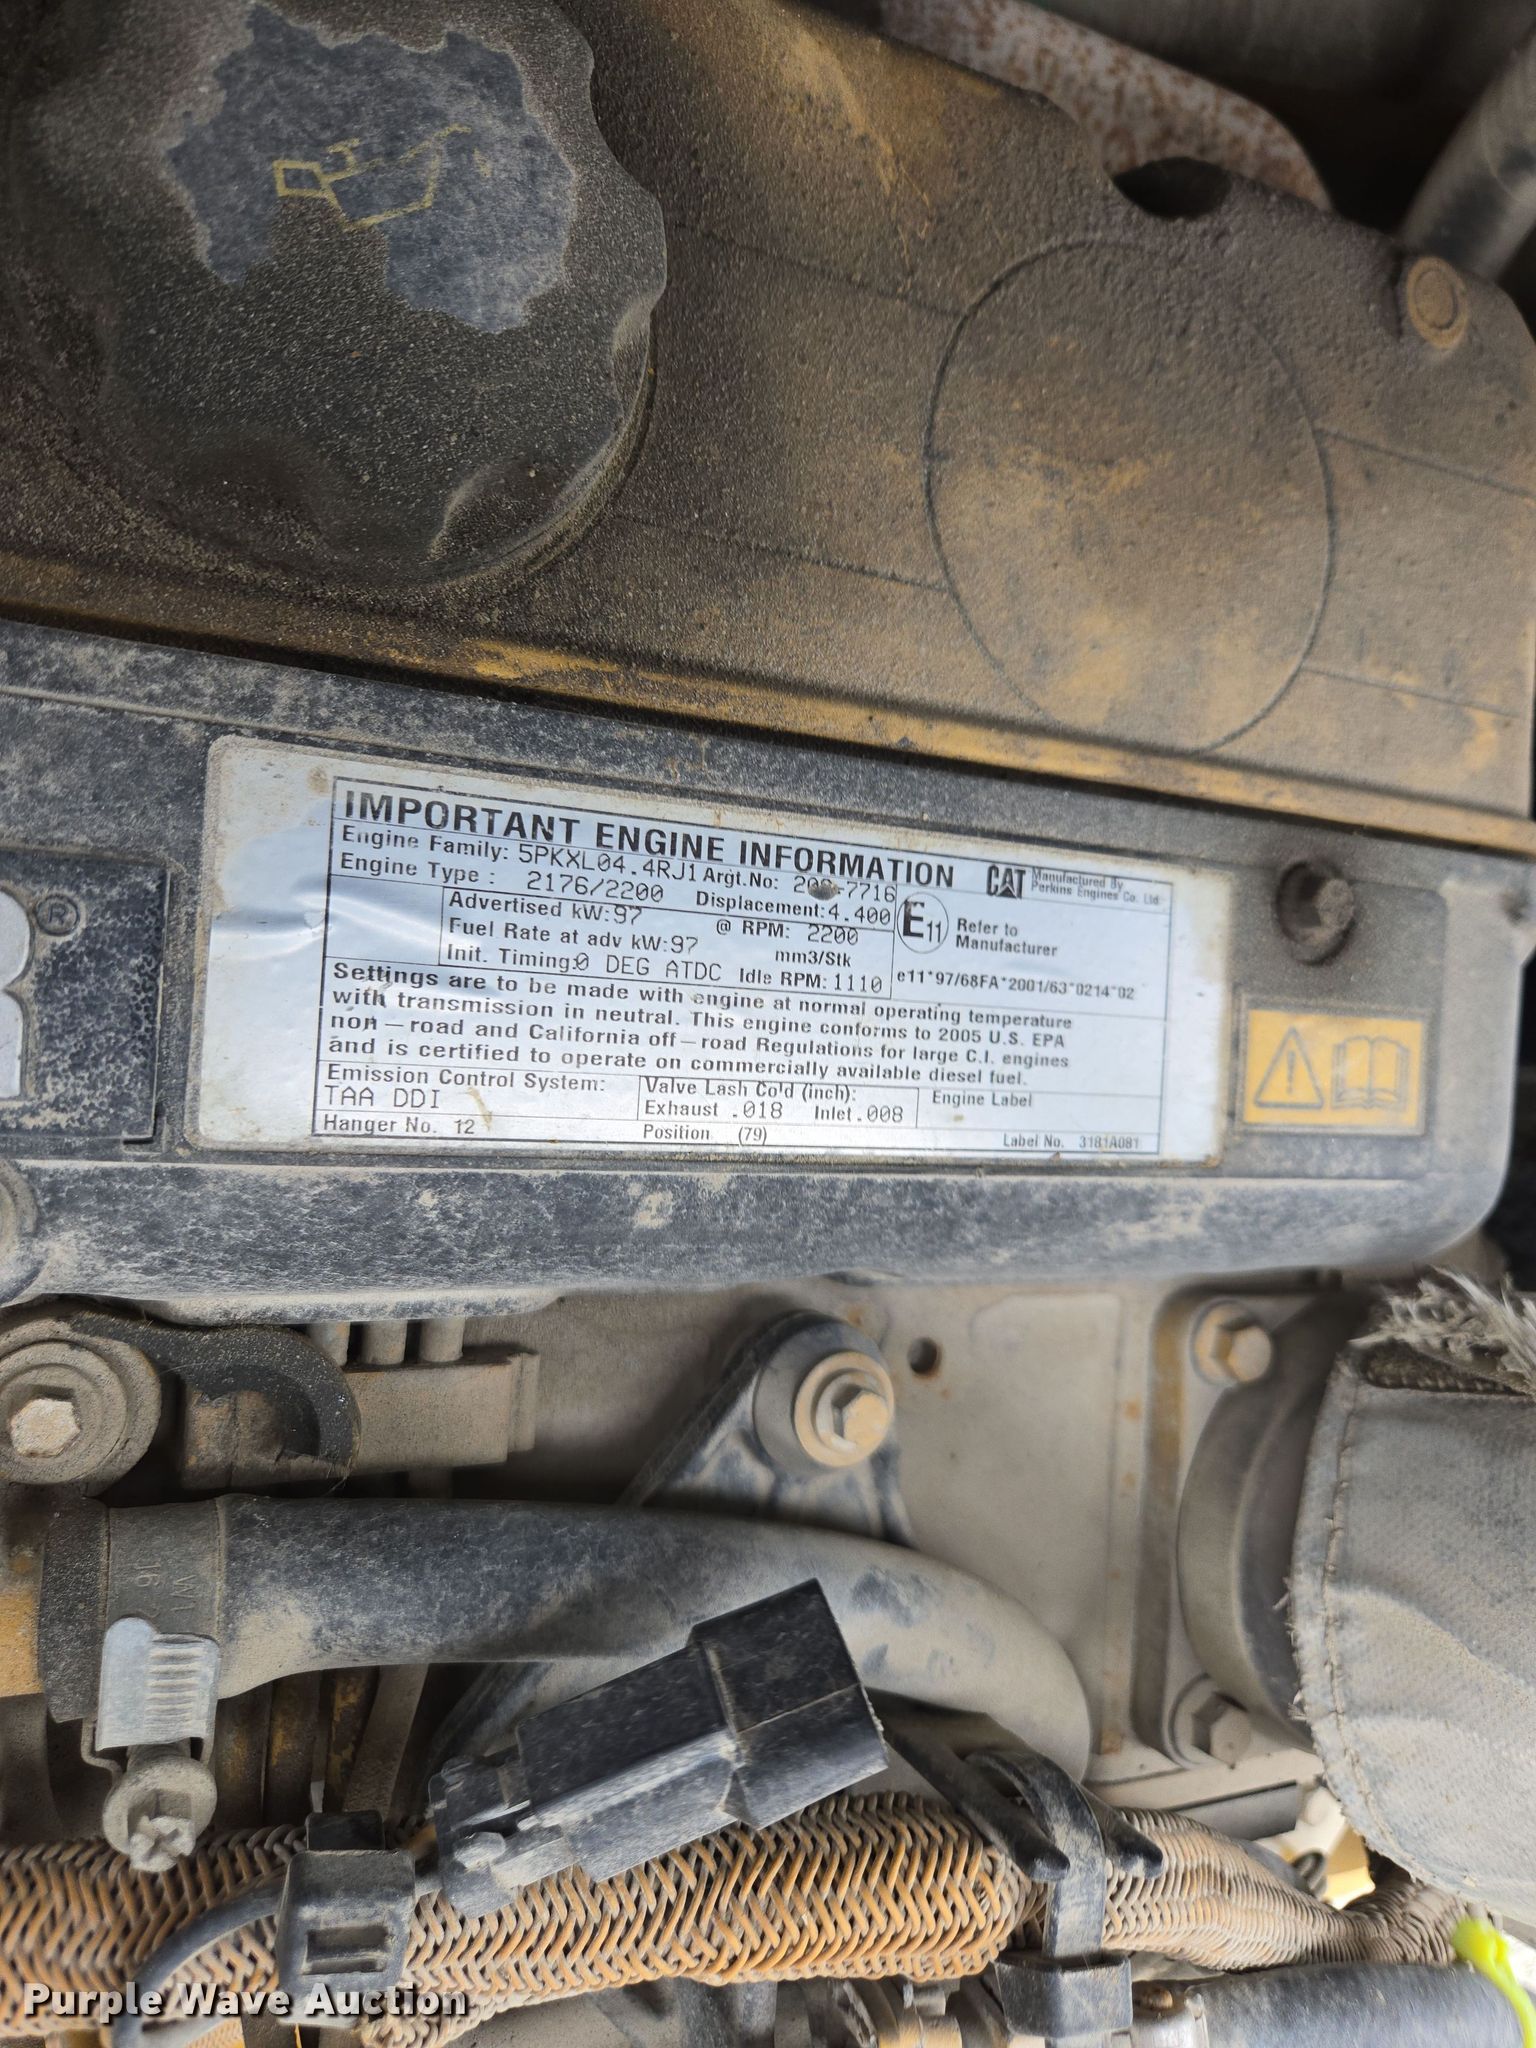 IMPORTANT ENGINE INFORMATION CAT Manufactured By Perkins Engines Co. Ltd.
Engine Family: 5PKXL04.4RJ1 Argt.No: -7716
Engine Type : 2176/2200 Displacement:4.400
Advertised kW:97 @ RPM: 2200
Fuel Rate at adv kW:97 mm3/Stk
Init. Timing:0 DEG ATDC Idle RPM:1110
E11 Refer to Manufacturer
e11*97/68FA*2001/63*0214*02
Settings are to be made with engine at normal operating temperature
with transmission in neutral. This engine conforms to 2005 U.S. EPA
non-road and California off-road Regulations for large C.I. engines
and is certified to operate on commercially available diesel fuel.
Emission Control System: Valve Lash Co'd (inch): Engine Label
TAA DDI Exhaust .018 Inlet .008
Hanger No. 12 Position (79) Label No. 3181A081
R ®
16
Purple Wave Auction